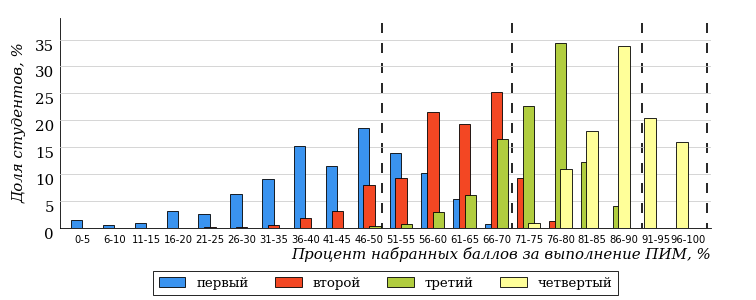 Доля студентов, %
35
30
25
20
15
10
5
0
0-5 6-10 11-15 16-20 21-25 26-30 31-35 36-40 41-45 46-50 51-55 56-60 61-65 66-70 71-75 76-80 81-85 86-90 91-95 96-100
Процент набранных баллов за выполнение ПИМ, %
первый второй третий четвертый